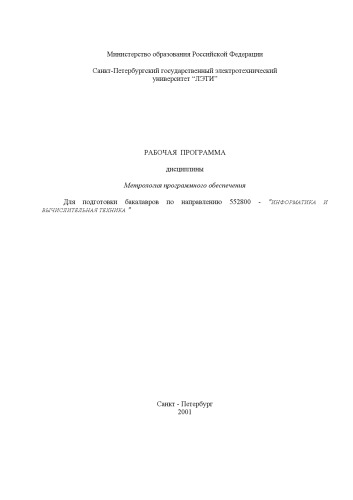 Министерство образования Российской Федерации
Санкт-Петербургский государственный электротехнический
университет “ЛЭТИ”
РАБОЧАЯ ПРОГРАММА
дисциплины
Метрология программного обеспечения
Для подготовки бакалавров по направлению 552800 - "ИНФОРМАТИКА И
ВЫЧИСЛИТЕЛЬНАЯ ТЕХНИКА "
Санкт - Петербург
2001